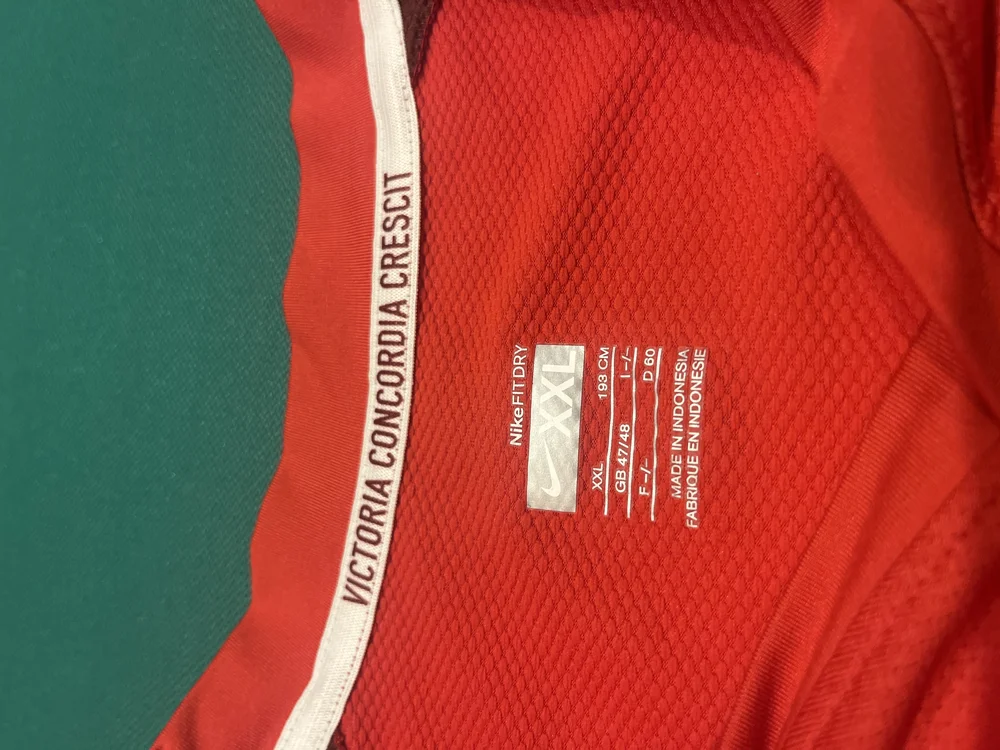 VICTORIA CONCORDIA CRESCIT
Nike FIT DRY
XXL
XXL 193 CM
GB 47/48 I -/-
F -/- D 60
MADE IN INDONESIA
FABRIQUE EN INDONESIE